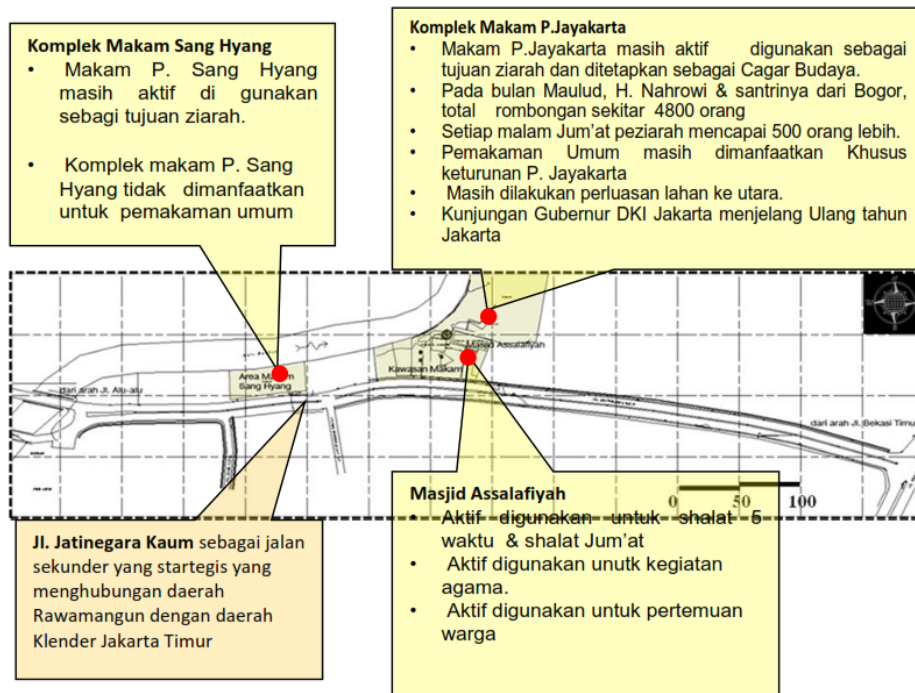 Komplek Makam Sang Hyang
• Makam P. Sang Hyang
masih aktif di gunakan
sebagi tujuan ziarah.
• Komplek makam P. Sang
Hyang tidak dimanfaatkan
untuk pemakaman umum
Komplek Makam P.Jayakarta
• Makam P.Jayakarta masih aktif digunakan sebagai
tujuan ziarah dan ditetapkan sebagai Cagar Budaya.
• Pada bulan Maulud, H. Nahrowi & santrinya dari Bogor,
total rombongan sekitar 4800 orang
• Setiap malam Jum'at peziarah mencapai 500 orang lebih.
• Pemakaman Umum masih dimanfaatkan Khusus
keturunan P. Jayakarta
• Masih dilakukan perluasan lahan ke utara.
• Kunjungan Gubernur DKI Jakarta menjelang Ulang tahun
Jakarta
Masjid Assalafiyah
Kawasan Makam
Area Makam
Sang Hyang
dari arah Jl. Alu-alu
dari arah Jl. Bekasi Timu
0 50 100
Jl. Jatinegara Kaum sebagai jalan
sekunder yang startegis yang
menghubungan daerah
Rawamangun dengan daerah
Klender Jakarta Timur
Masjid Assalafiyah
• Aktif digunakan untuk shalat 5
waktu & shalat Jum'at
• Aktif digunakan unutk kegiatan
agama.
• Aktif digunakan untuk pertemuan
warga